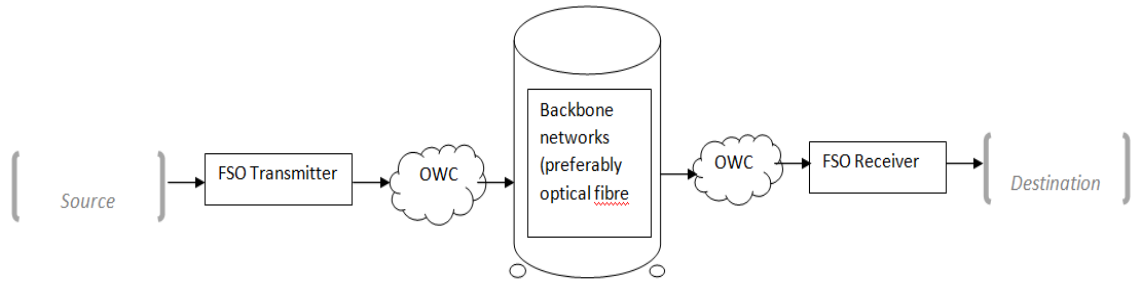 Source
FSO Transmitter
OWC
Backbone
networks
(preferably
optical fibre
OWC
FSO Receiver
Destination